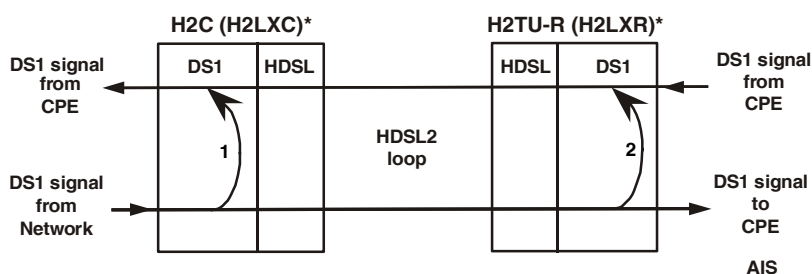 H2C (H2LXC)*
H2TU-R (H2LXR)*
DS1 signal
from
CPE
DS1
HDSL
HDSL
DS1
DS1 signal
from
CPE
1
HDSL2
loop
2
DS1 signal
from
Network
DS1 signal
to
CPE
AIS